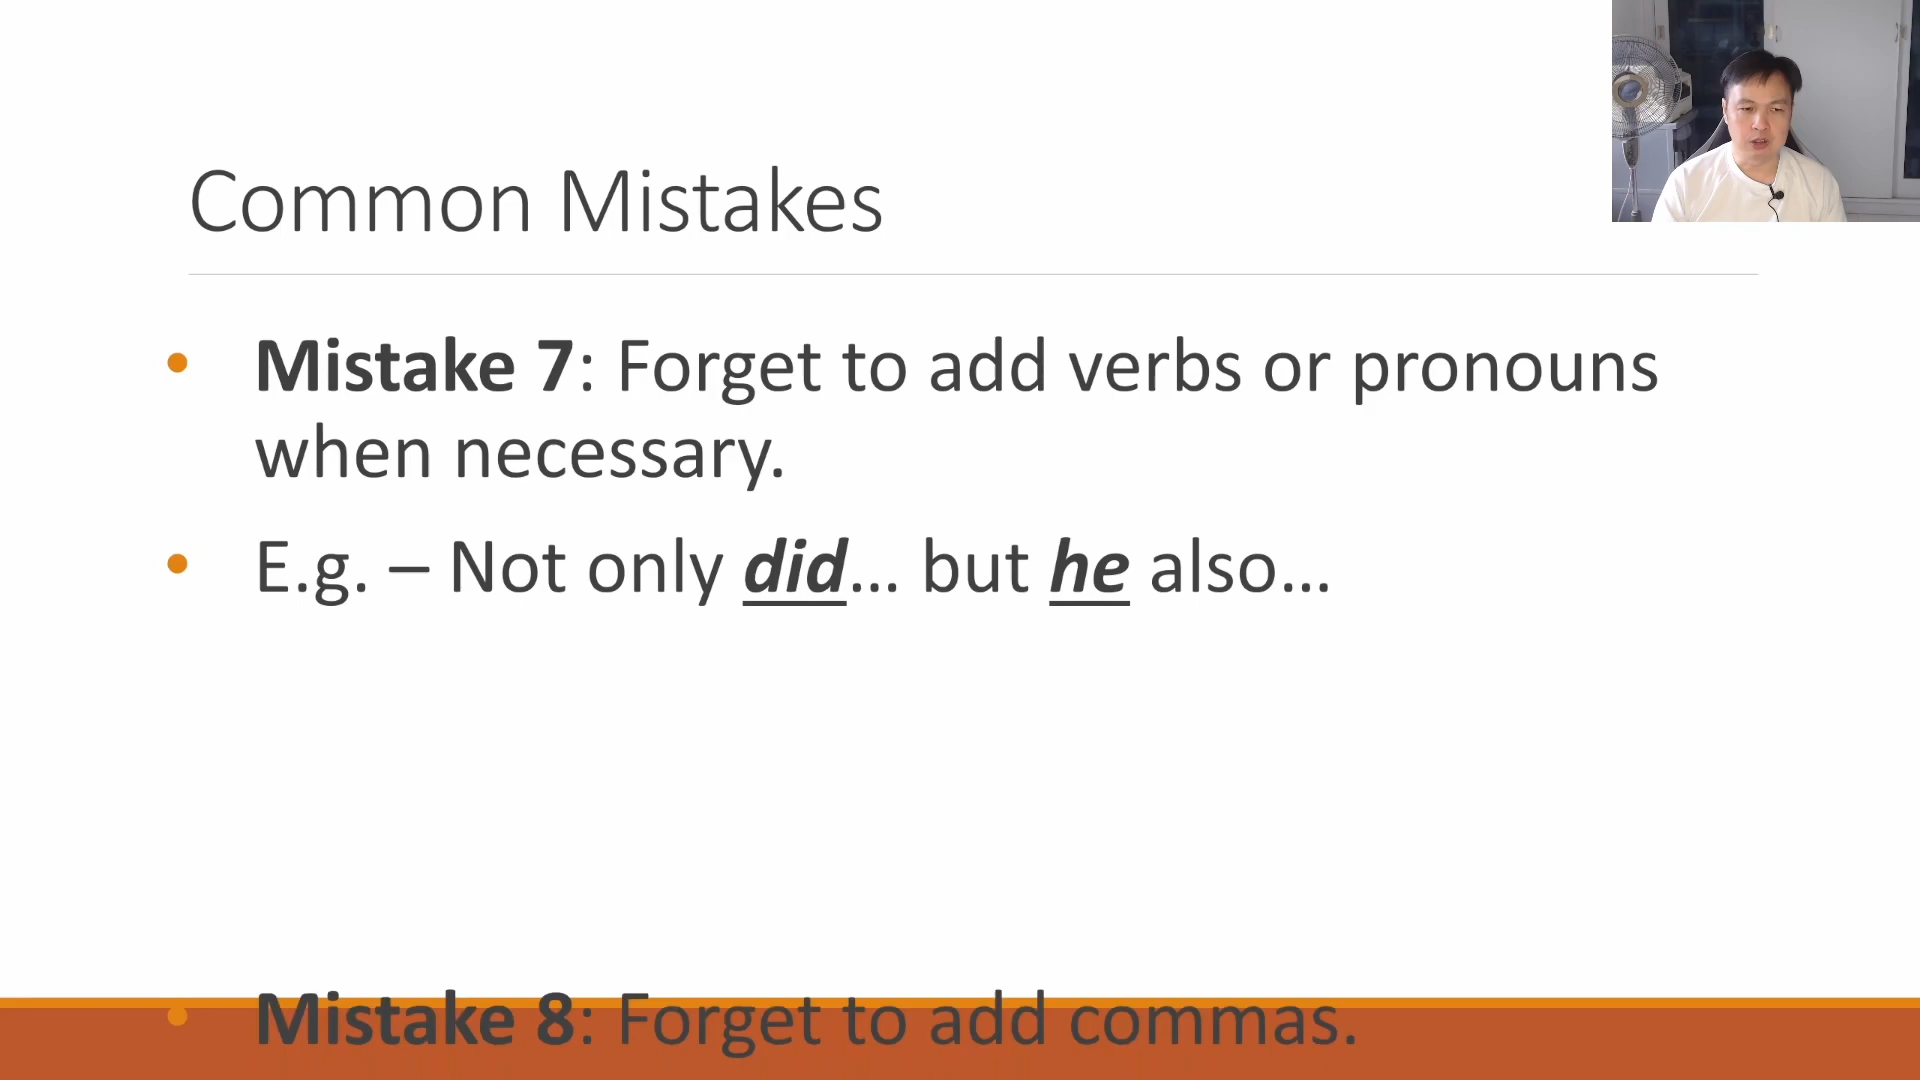 Common Mistakes
• Mistake 7: Forget to add verbs or pronouns
when necessary.
• E.g. – Not only did… but he also…
• Mistake 8: Forget to add commas.